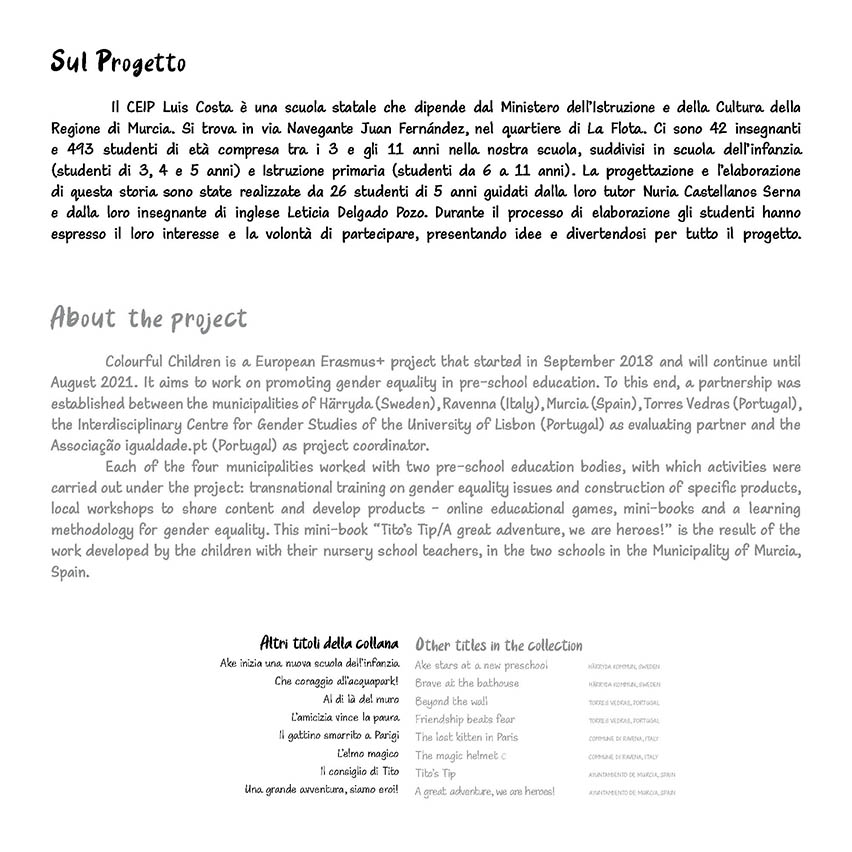 Sul Progetto
Il CEIP Luis Costa è una scuola statale che dipende dal Ministero dell'Istruzione e della Cultura della
Regione di Murcia. Si trova in via Navegante Juan Fernández, nel quartiere di La Flota. Ci sono 42 insegnanti
e 493 studenti di età compresa tra i 3 e gli 11 anni nella nostra scuola, suddivisi in scuola dell'infanzia
(studenti di 3, 4 e 5 anni) e Istruzione primaria (studenti da 6 a 11 anni). La progettazione e l'elaborazione
di questa storia sono state realizzate da 26 studenti di 5 anni guidati dalla loro tutor Nuria Castellanos Serna
e dalla loro insegnante di inglese Leticia Delgado Pozo. Durante il processo di elaborazione gli studenti hanno
espresso il loro interesse e la volontà di partecipare, presentando idee e divertendosi per tutto il progetto.
About the project
Colourful Children is a European Erasmus+ project that started in September 2018 and will continue until
August 2021. It aims to work on promoting gender equality in pre-school education. To this end, a partnership was
established between the municipalities of Härryda (Sweden), Ravenna (Italy), Murcia (Spain), Torres Vedras (Portugal),
the Interdisciplinary Centre for Gender Studies of the University of Lisbon (Portugal) as evaluating partner and the
Associação igualdade.pt (Portugal) as project coordinator.
Each of the four municipalities worked with two pre-school education bodies, with which activities were
carried out under the project: transnational training on gender equality issues and construction of specific products,
local workshops to share content and develop products - online educational games, mini-books and a learning
methodology for gender equality. This mini-book “Tito's Tip/A great adventure, we are heroes!” is the result of the
work developed by the children with their nursery school teachers, in the two schools in the Municipality of Murcia,
Spain.
Altri titoli della collana Other titles in the collection
Ake inizia una nuova scuola dell'infanzia Ake stars at a new preschool HÄRRYDA KOMMUN, SWEDEN
Che coraggio all'acquapark! Brave at the bathouse HÄRRYDA KOMMUN, SWEDEN
Al di là del muro Beyond the wall TORRES VEDRAS, PORTUGAL
L'amicizia vince la paura Friendship beats fear TORRES VEDRAS, PORTUGAL
Il gattino smarrito a Parigi The lost kitten in Paris COMMUNE DI RAVENA, ITALY
L'elmo magico The magic helmet c COMMUNE DI RAVENA, ITALY
Il consiglio di Tito Tito's Tip AYUNTAMIENTO DE MURCIA, SPAIN
Una grande avventura, siamo eroi! A great adventure, we are heroes! AYUNTAMIENTO DE MURCIA, SPAIN